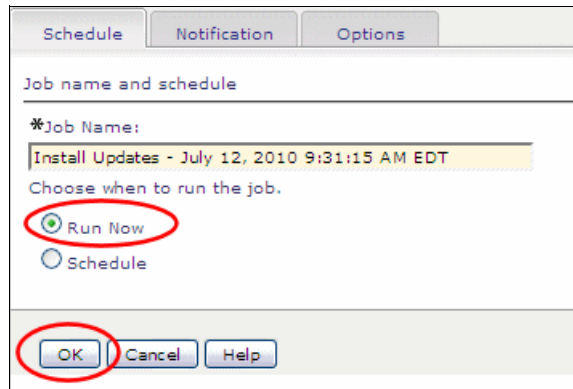 Schedule Notification Options
Job name and schedule
*Job Name:
Install Updates - July 12, 2010 9:31:15 AM EDT
Choose when to run the job.
Run Now
Schedule
OK Cancel Help